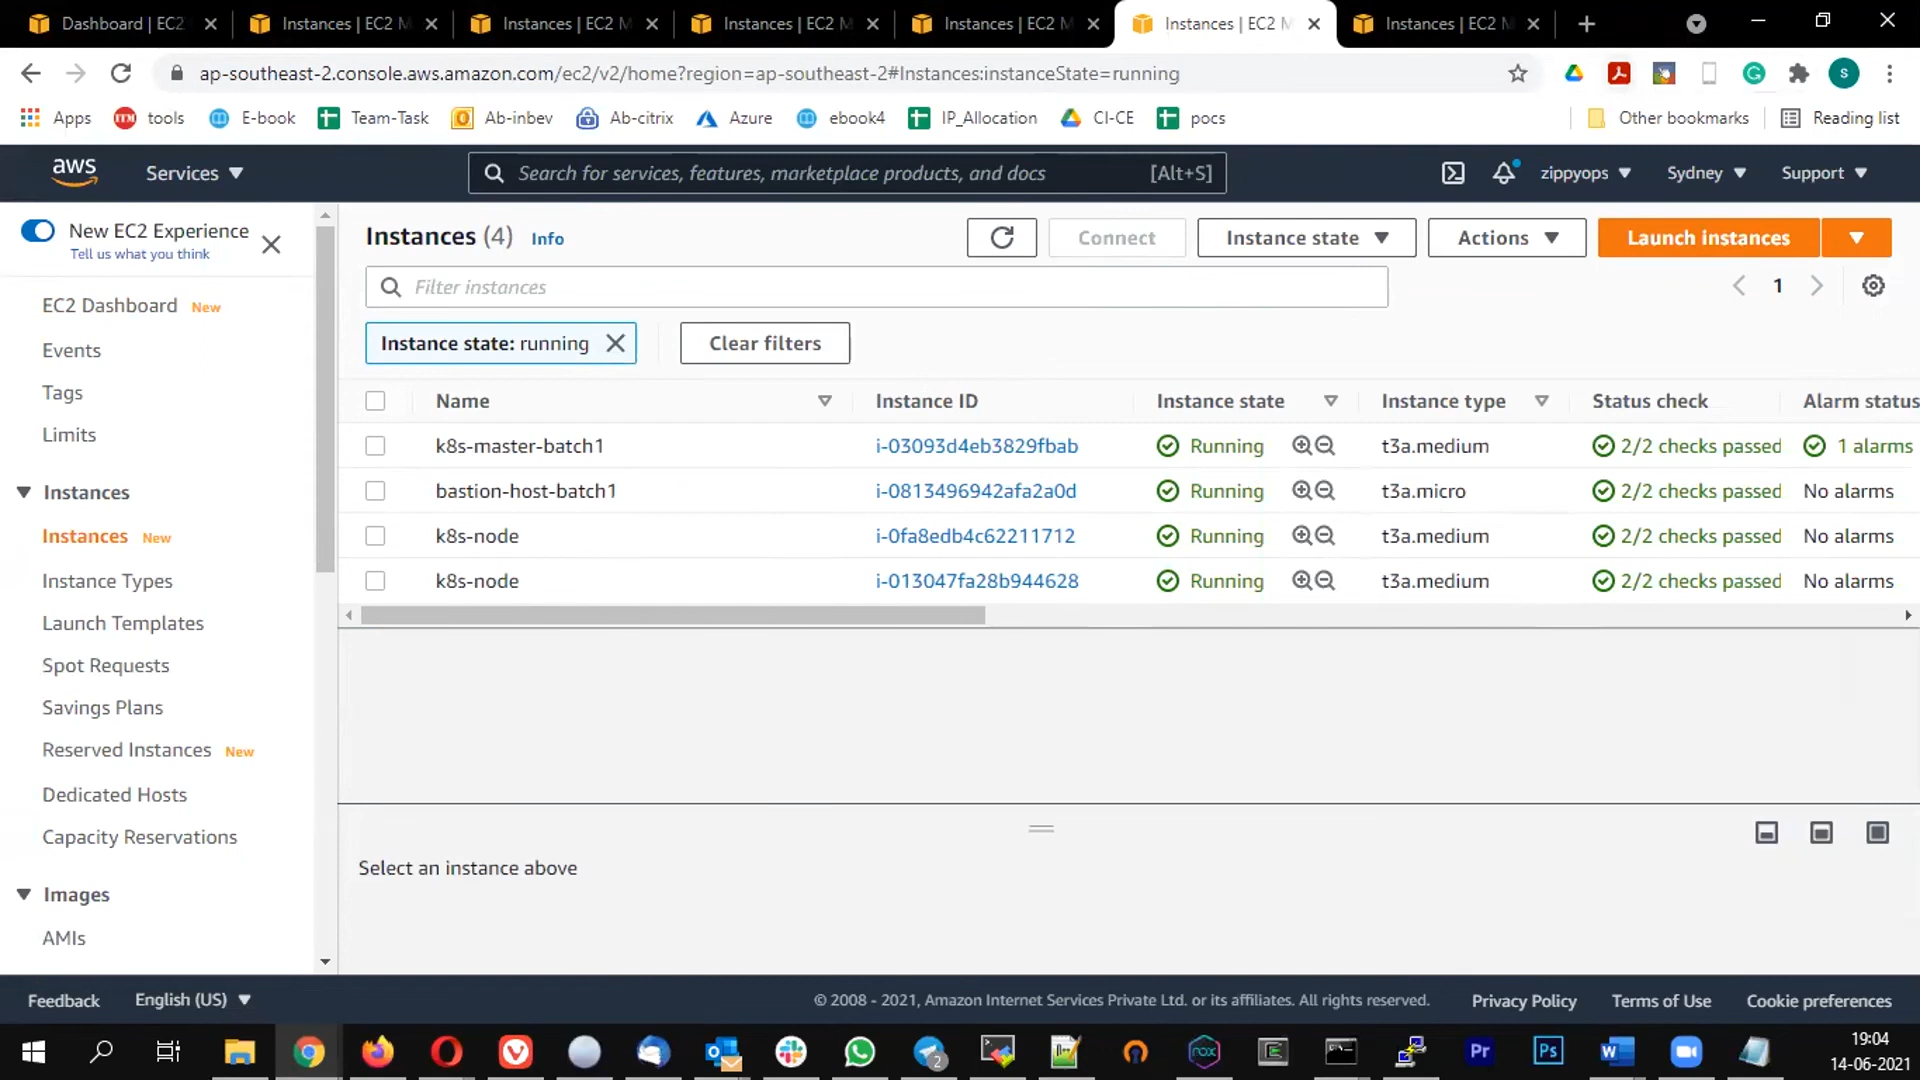 Dashboard | EC2
Instances | EC2 M
Instances | EC2 M
Instances | EC2 M
Instances | EC2 M
Instances | EC2 M
Instances | EC2 M
ap-southeast-2.console.aws.amazon.com/ec2/v2/home?region=ap-southeast-2#Instances:instanceState=running
S
Apps
tools
E-book
Team-Task
Ab-inbev
Ab-citrix
Azure
ebook4
IP_Allocation
CI-CE
pocs
Other bookmarks
Reading list
aws
Services
Search for services, features, marketplace products, and docs
[Alt+S]
zippyops
Sydney
Support
New EC2 Experience
Tell us what you think
EC2 Dashboard New
Events
Tags
Limits
Instances
Instances New
Instance Types
Launch Templates
Spot Requests
Savings Plans
Reserved Instances New
Dedicated Hosts
Capacity Reservations
Images
AMIs
Instances (4) Info
Connect
Instance state
Actions
Launch instances
Filter instances
1
Instance state: running
Clear filters
Name Instance ID Instance state Instance type Status check Alarm status
k8s-master-batch1 i-03093d4eb3829fbab Running t3a.medium 2/2 checks passed 1 alarms
bastion-host-batch1 i-0813496942afa2a0d Running t3a.micro 2/2 checks passed No alarms
k8s-node i-0fa8edb4c62211712 Running t3a.medium 2/2 checks passed No alarms
k8s-node i-013047fa28b944628 Running t3a.medium 2/2 checks passed No alarms
Select an instance above
Feedback
English (US)
© 2008 - 2021, Amazon Internet Services Private Ltd. or its affiliates. All rights reserved.
Privacy Policy
Terms of Use
Cookie preferences
2
nox
Pr
Ps
W
19:04
14-06-2021